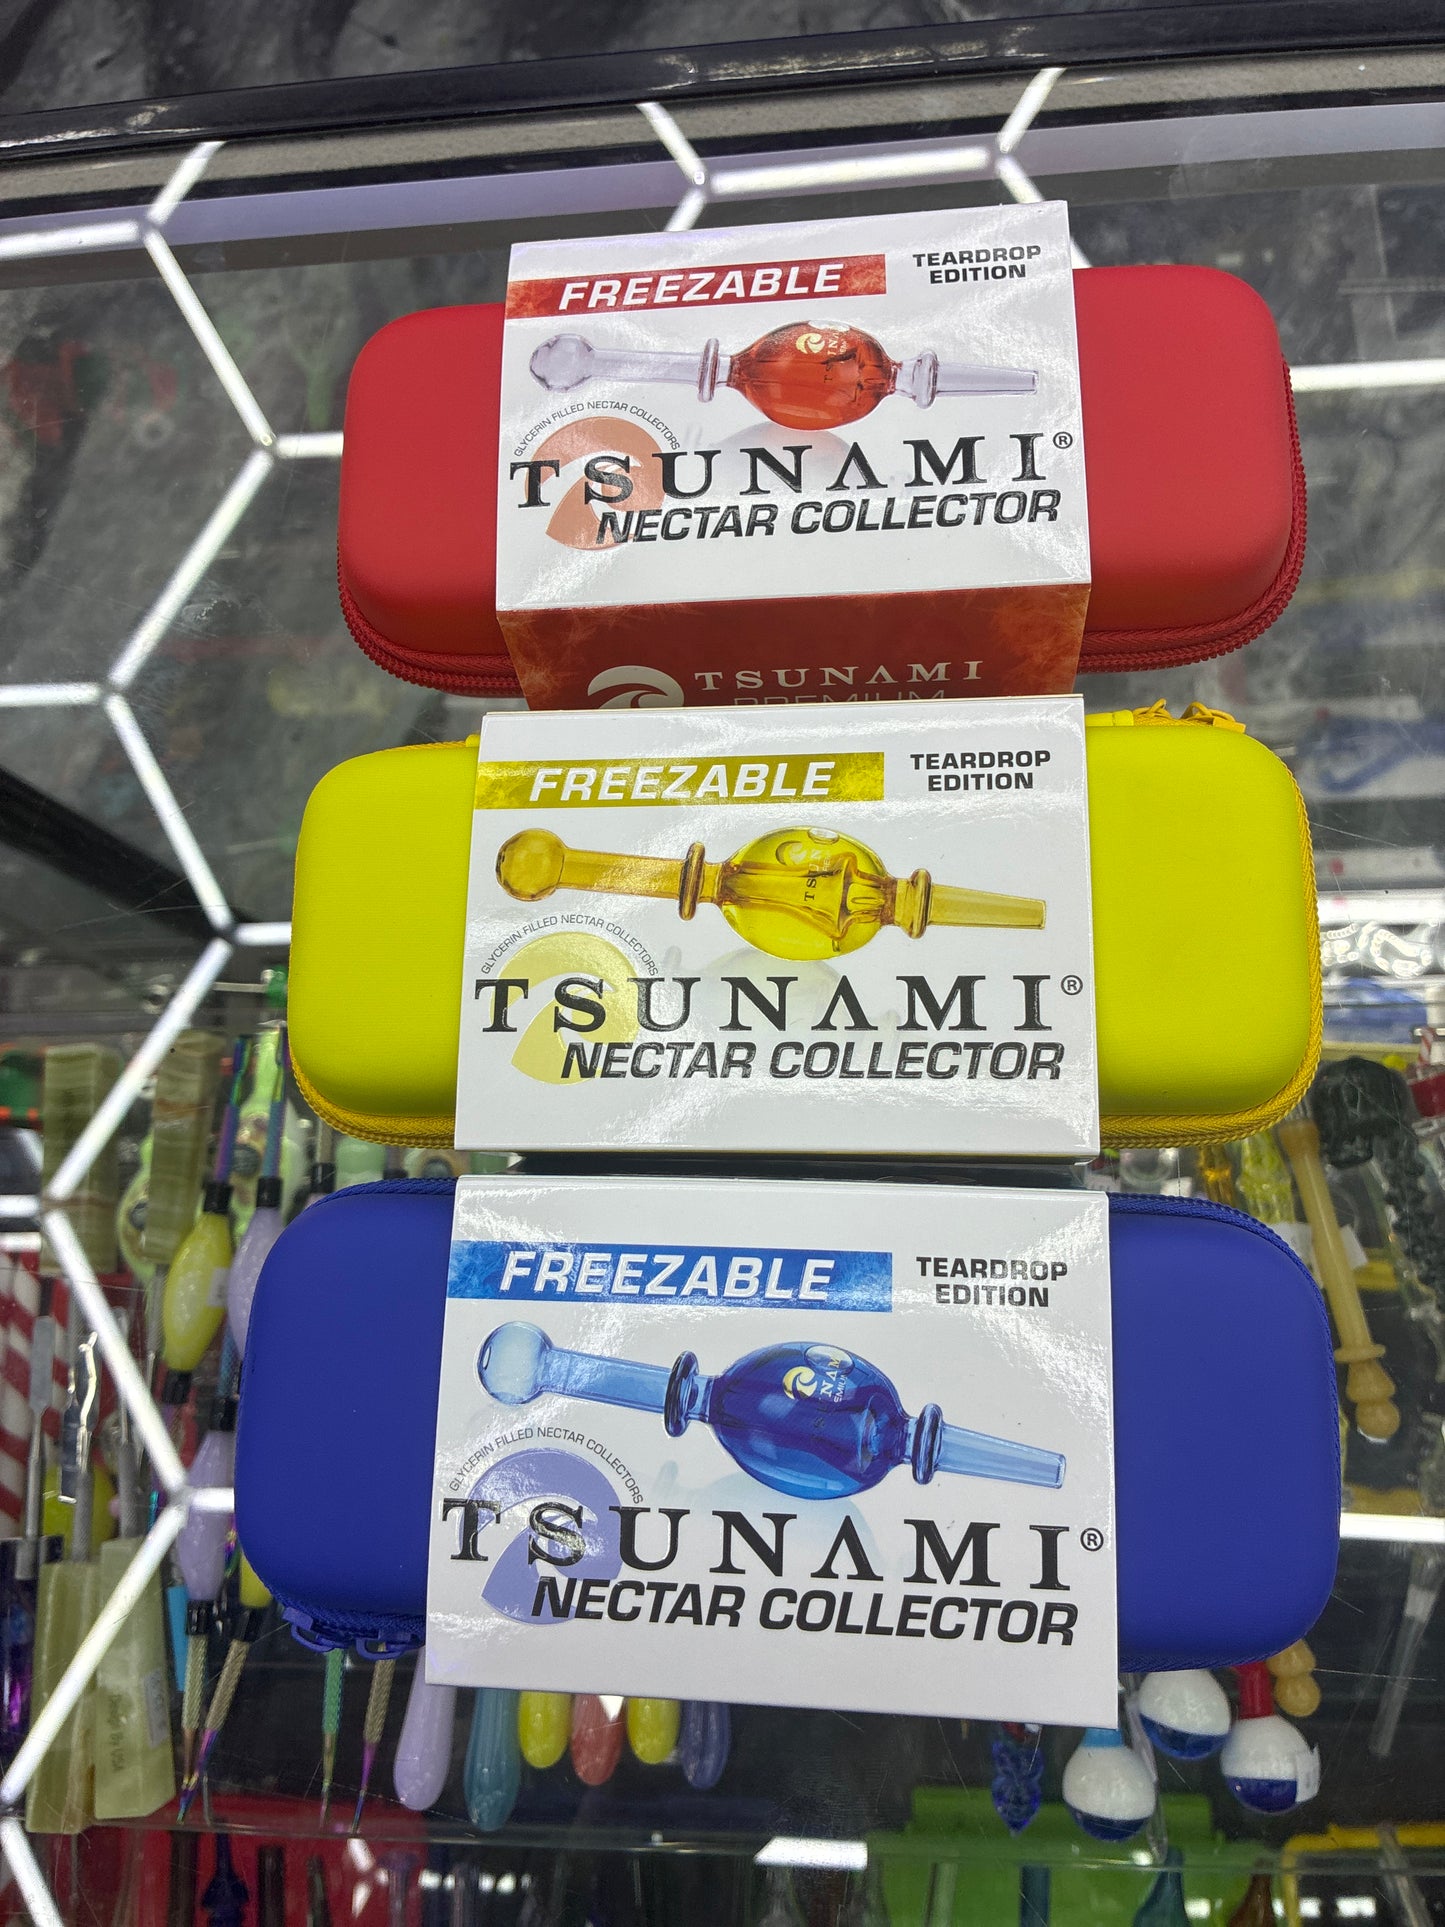 FREEZABLE
TEARDROP
EDITION
GLYCERIN FILLED NECTAR COLLECTORS
TSUNAMI®
NECTAR COLLECTOR
TSUNAMI
PREMIUM
FREEZABLE
TEARDROP
EDITION
GLYCERIN FILLED NECTAR COLLECTORS
TSUNAMI®
NECTAR COLLECTOR
FREEZABLE
TEARDROP
EDITION
GLYCERIN FILLED NECTAR COLLECTORS
TSUNAMI®
NECTAR COLLECTOR